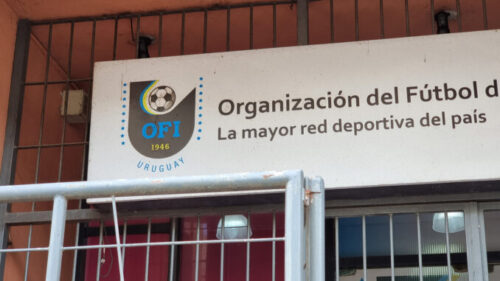 OFI
1946
URUGUAY
Organización del Fútbol d
La mayor red deportiva del país